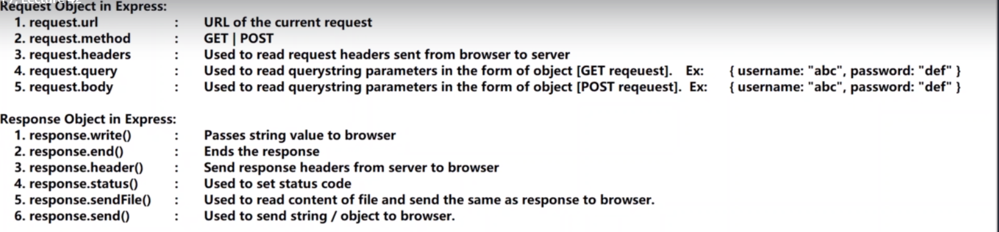 Request Object in Express:
1. request.url : URL of the current request
2. request.method : GET | POST
3. request.headers : Used to read request headers sent from browser to server
4. request.query : Used to read querystring parameters in the form of object [GET reqeuest]. Ex: { username: "abc", password: "def" }
5. request.body : Used to read querystring parameters in the form of object [POST reqeuest]. Ex: { username: "abc", password: "def" }
Response Object in Express:
1. response.write() : Passes string value to browser
2. response.end() : Ends the response
3. response.header() : Send response headers from server to browser
4. response.status() : Used to set status code
5. response.sendFile() : Used to read content of file and send the same as response to browser.
6. response.send() : Used to send string / object to browser.